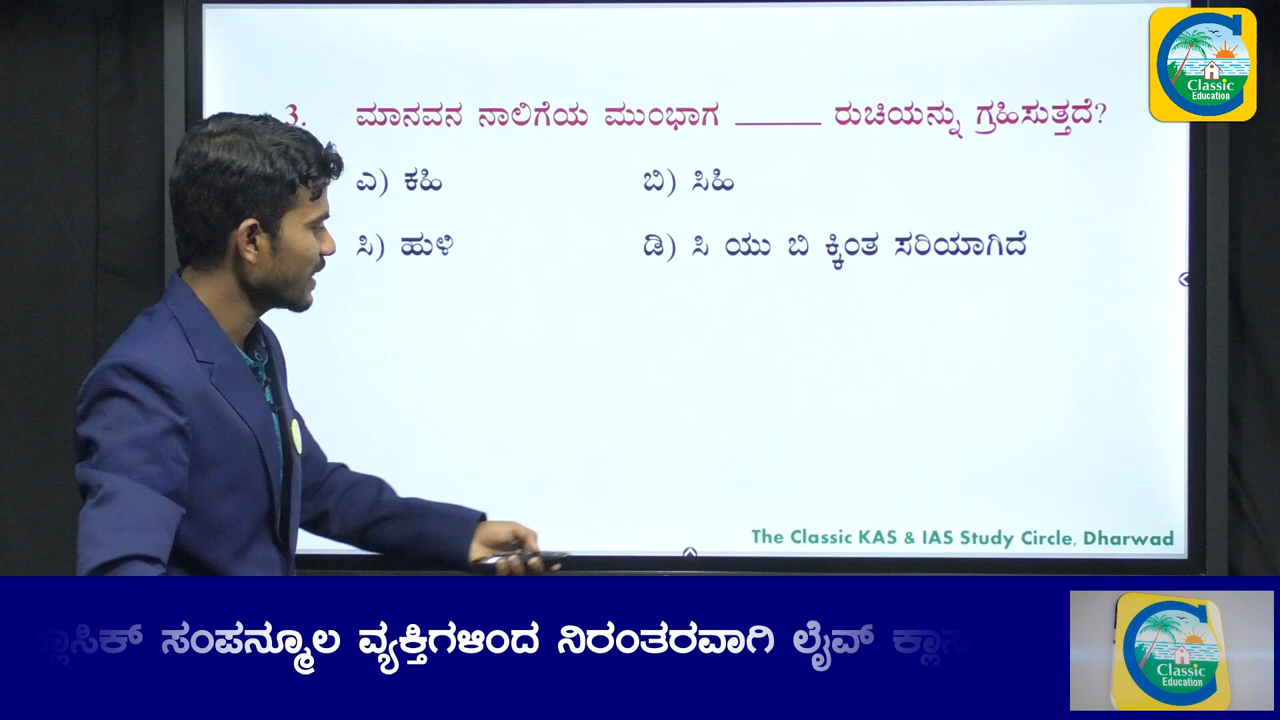 3. ಮಾನವನ ನಾಲಿಗೆಯ ಮುಂಭಾಗ ______ ರುಚಿಯನ್ನು ಗ್ರಹಿಸುತ್ತದೆ?
ಎ) ಕಹಿ ಬಿ) ಸಿಹಿ
ಸಿ) ಹುಳಿ ಡಿ) ಸಿ ಯು ಬಿ ಕ್ಕಿಂತ ಸರಿಯಾಗಿದೆ
The Classic KAS & IAS Study Circle, Dharwad
Classic
Education
ಸಂಪನ್ಮೂಲ ವ್ಯಕ್ತಿಗಳಿಂದ ನಿರಂತರವಾಗಿ ಲೈವ್
Classic
Education